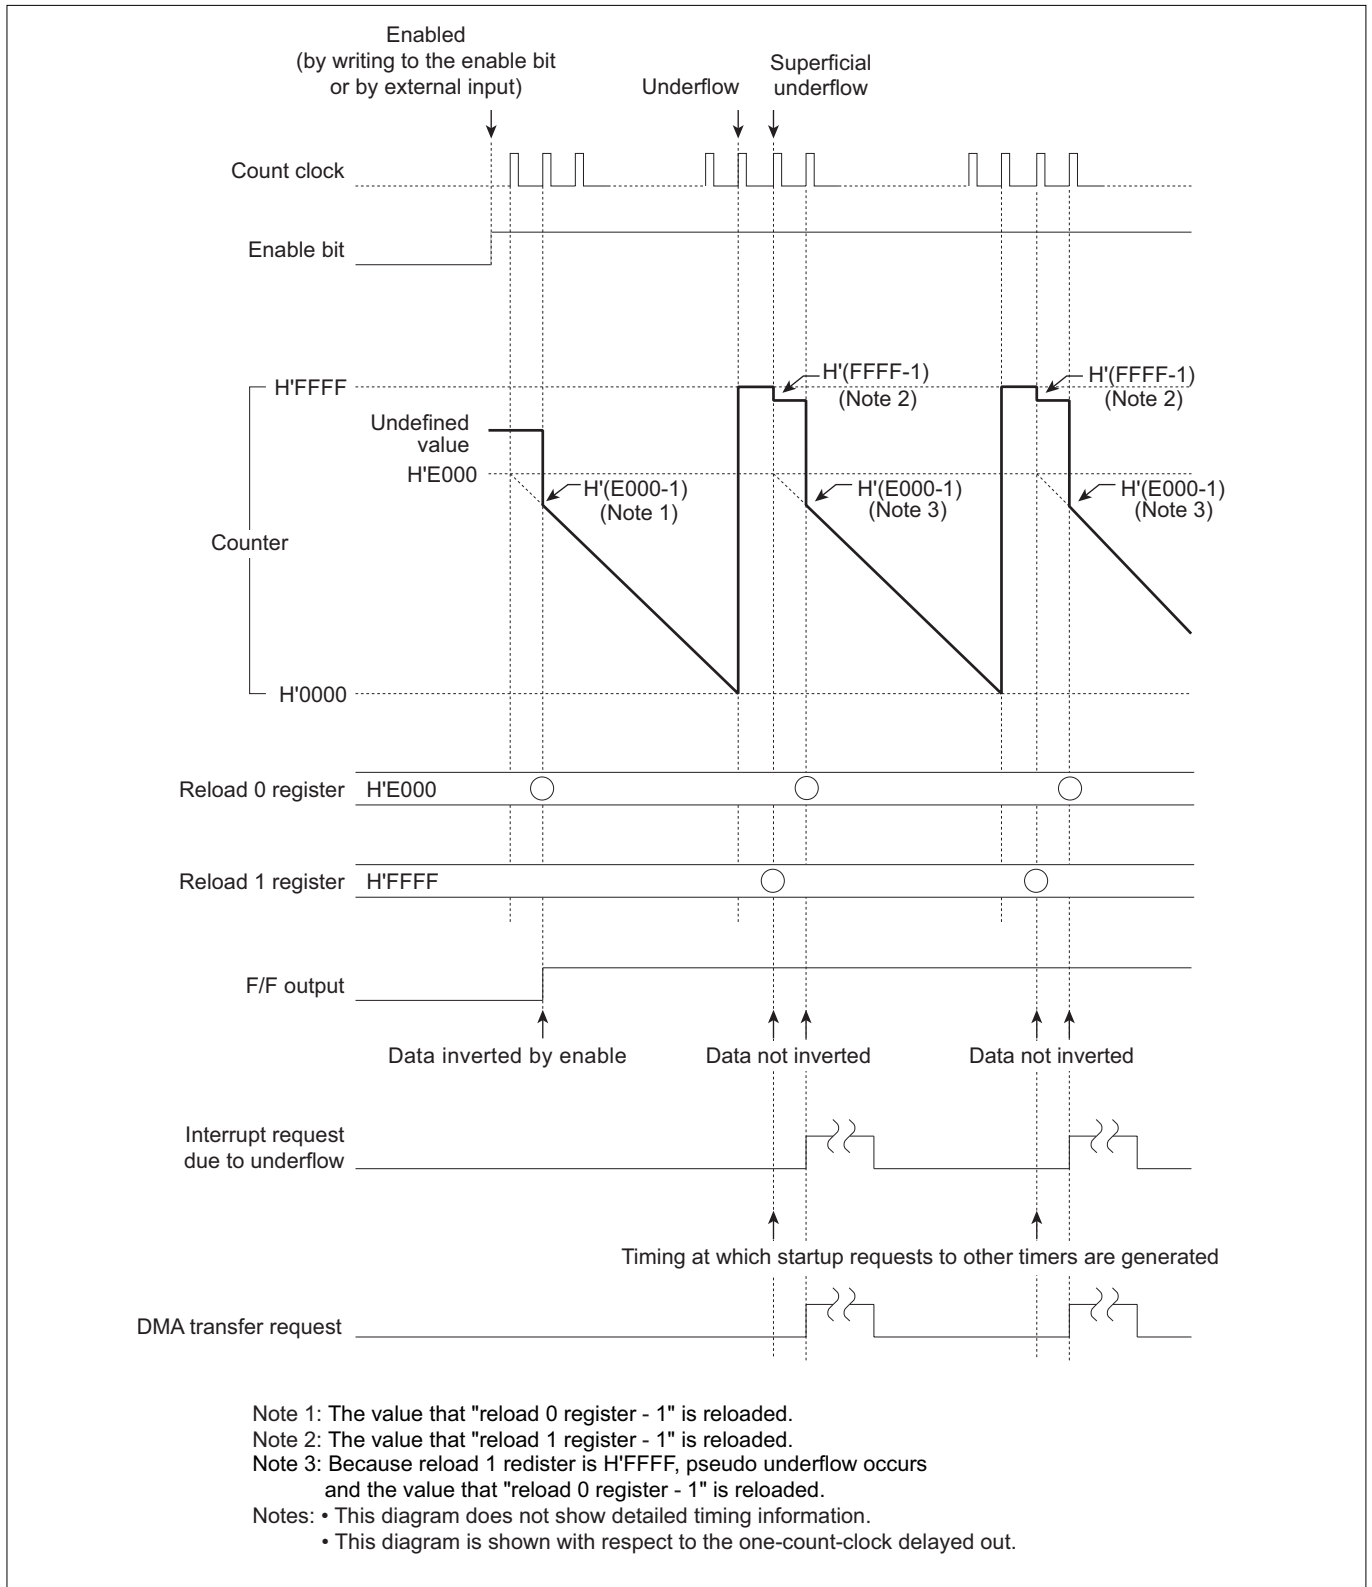 Enabled
(by writing to the enable bit
or by external input)
Underflow
Superficial
underflow
Count clock
Enable bit
H'FFFF
H'(FFFF-1)
(Note 2)
H'(FFFF-1)
(Note 2)
Undefined
value
H'E000
H'(E000-1)
(Note 1)
H'(E000-1)
(Note 3)
H'(E000-1)
(Note 3)
Counter
H'0000
Reload 0 register H'E000
Reload 1 register H'FFFF
F/F output
Data inverted by enable
Data not inverted
Data not inverted
Interrupt request
due to underflow
Timing at which startup requests to other timers are generated
DMA transfer request
Note 1: The value that "reload 0 register - 1" is reloaded.
Note 2: The value that "reload 1 register - 1" is reloaded.
Note 3: Because reload 1 redister is H'FFFF, pseudo underflow occurs
and the value that "reload 0 register - 1" is reloaded.
Notes: • This diagram does not show detailed timing information.
• This diagram is shown with respect to the one-count-clock delayed out.